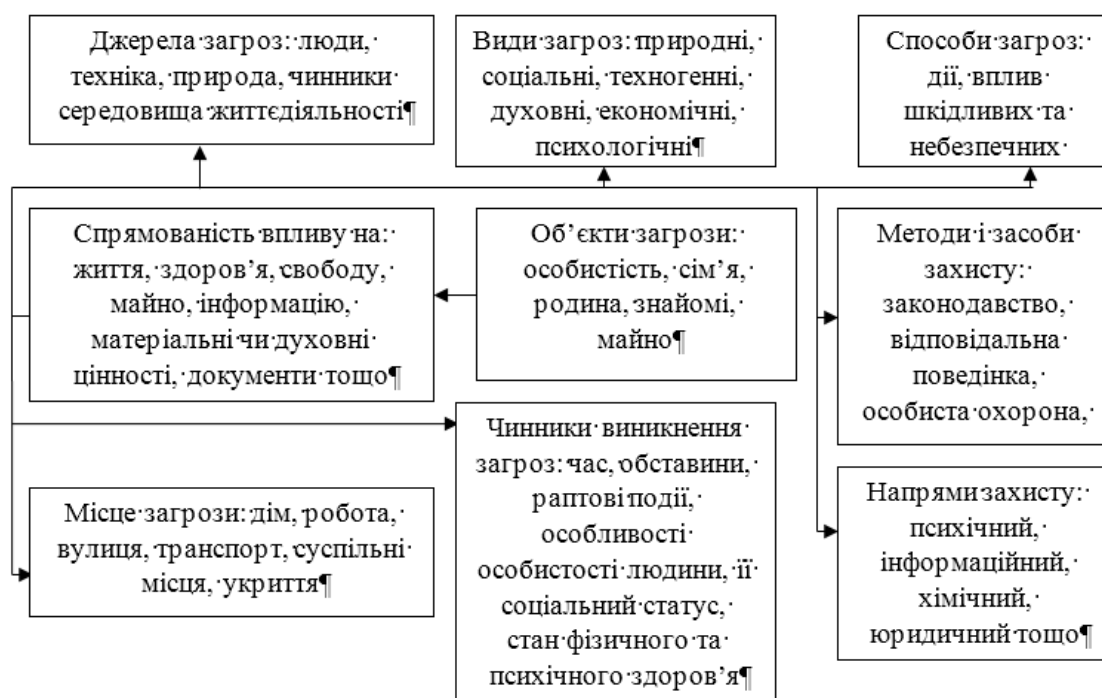 Джерела загроз: люди,
техніка, природа, чинники
середовища життєдіяльності¶
Види загроз: природні,
соціальні, техногенні,
духовні, економічні,
психологічні¶
Способи загроз:
дії, вплив
шкідливих та
небезпечних
Спрямованість впливу на:
життя, здоров’я, свободу,
майно, інформацію,
матеріальні чи духовні
цінності, документи тощо¶
Об’єкти загрози:
особистість, сім’я,
родина, знайомі,
майно¶
Методи і засоби
захисту:
законодавство,
відповідальна
поведінка,
особиста охорона,
Місце загрози: дім, робота,
вулиця, транспорт, суспільні
місця, укриття¶
Чинники виникнення
загроз: час, обставини,
раптові події,
особливості
особистості людини, її
соціальний статус,
стан фізичного та
психічного здоров’я¶
Напрями захисту:
психічний,
інформаційний,
хімічний,
юридичний тощо¶